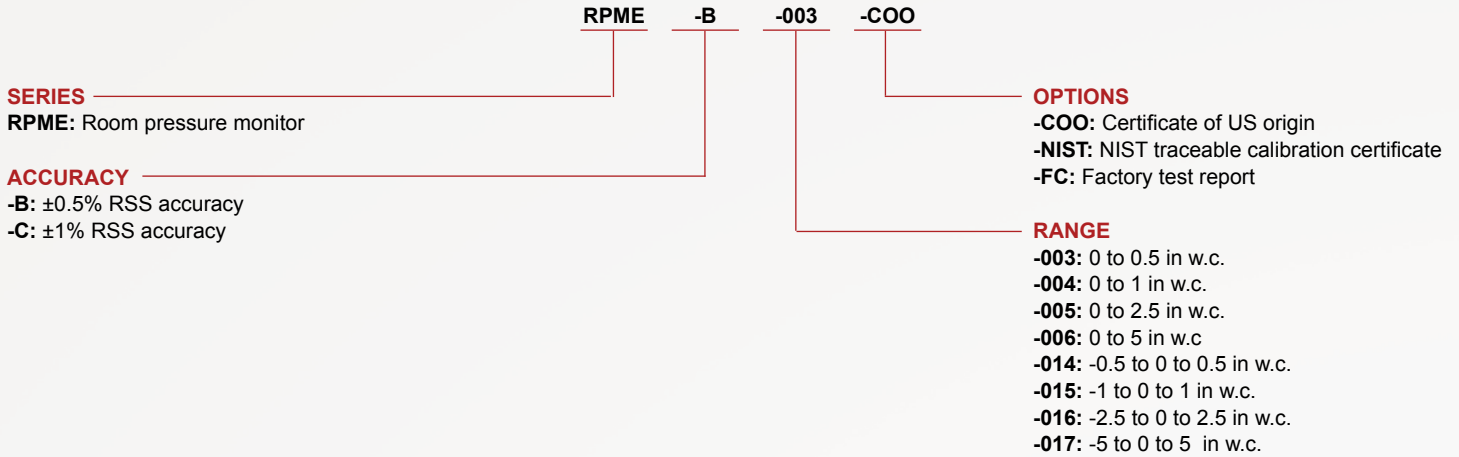 RPME -B -003 -COO
SERIES
RPME: Room pressure monitor
ACCURACY
-B: ±0.5% RSS accuracy
-C: ±1% RSS accuracy
OPTIONS
-COO: Certificate of US origin
-NIST: NIST traceable calibration certificate
-FC: Factory test report
RANGE
-003: 0 to 0.5 in w.c.
-004: 0 to 1 in w.c.
-005: 0 to 2.5 in w.c.
-006: 0 to 5 in w.c
-014: -0.5 to 0 to 0.5 in w.c.
-015: -1 to 0 to 1 in w.c.
-016: -2.5 to 0 to 2.5 in w.c.
-017: -5 to 0 to 5  in w.c.